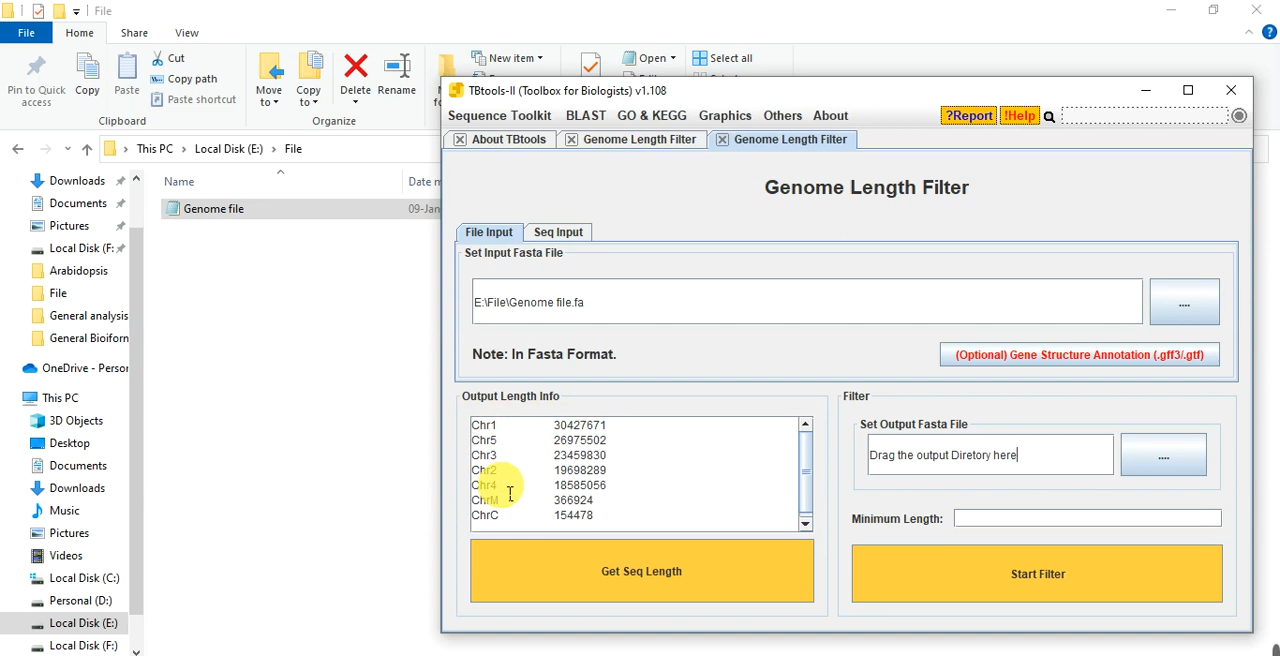 File
File Home Share View
Pin to Quick access
Copy
Paste
Cut
Copy path
Paste shortcut
Clipboard
Move to
Copy to
Delete
Rename
Organize
New item
Open
Select all
This PC > Local Disk (E:) > File
Downloads
Documents
Pictures
Local Disk (F:
Arabidopsis
File
General analysis
General Bioiforn
OneDrive - Person
This PC
3D Objects
Desktop
Documents
Downloads
Music
Pictures
Videos
Local Disk (C:)
Personal (D:)
Local Disk (E:)
Local Disk (F:)
Name Date m
Genome file 09-Jan
TBtools-II (Toolbox for Biologists) v1.108
Sequence Toolkit BLAST GO & KEGG Graphics Others About ?Report !Help
About TBtools Genome Length Filter Genome Length Filter
Genome Length Filter
File Input Seq Input
Set Input Fasta File
E:\File\Genome file.fa
....
Note: In Fasta Format.
(Optional) Gene Structure Annotation (.gff3/.gtf)
Output Length Info
Chr1 30427671
Chr5 26975502
Chr3 23459830
Chr2 19698289
Chr4 18585056
ChrM 366924
ChrC 154478
Get Seq Length
Filter
Set Output Fasta File
Drag the output Diretory here
....
Minimum Length:
Start Filter